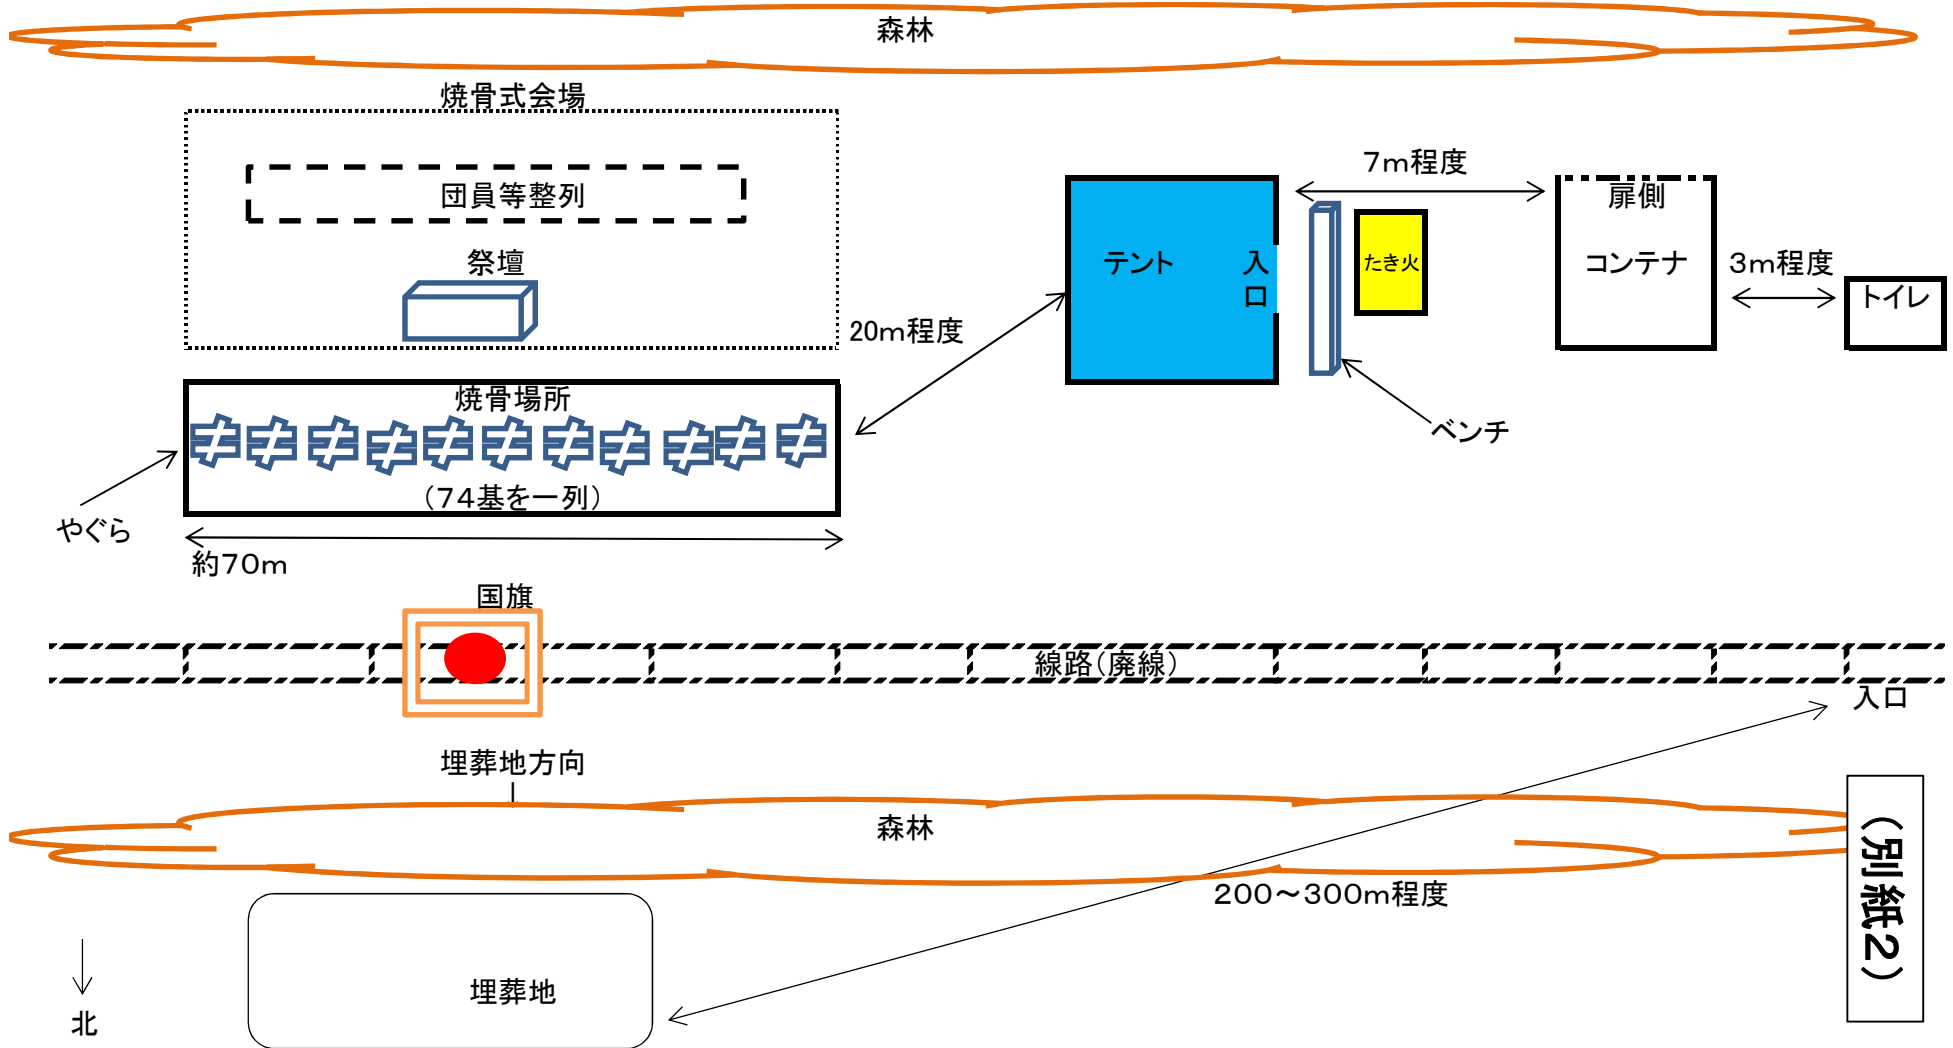 森林
焼骨式会場
団員等整列
祭壇
7m程度
扉側
テント
入口
たき火
コンテナ
3m程度
トイレ
20m程度
焼骨場所
ベンチ
(74基を一列)
やぐら
約70m
国旗
線路(廃線)
入口
埋葬地方向
森林
200~300m程度
(別紙2)
埋葬地
北